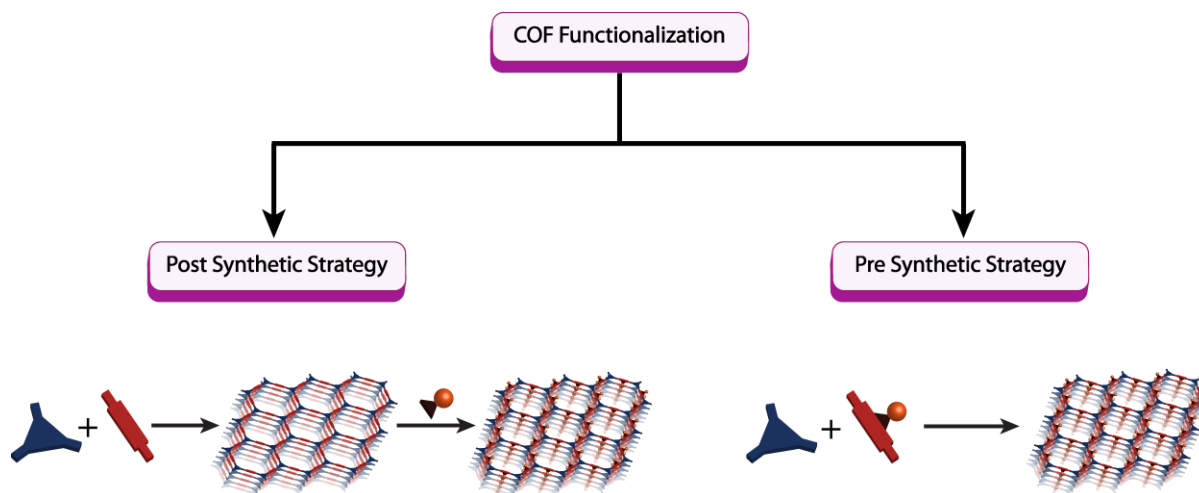 COF Functionalization
Post Synthetic Strategy
Pre Synthetic Strategy
+
+